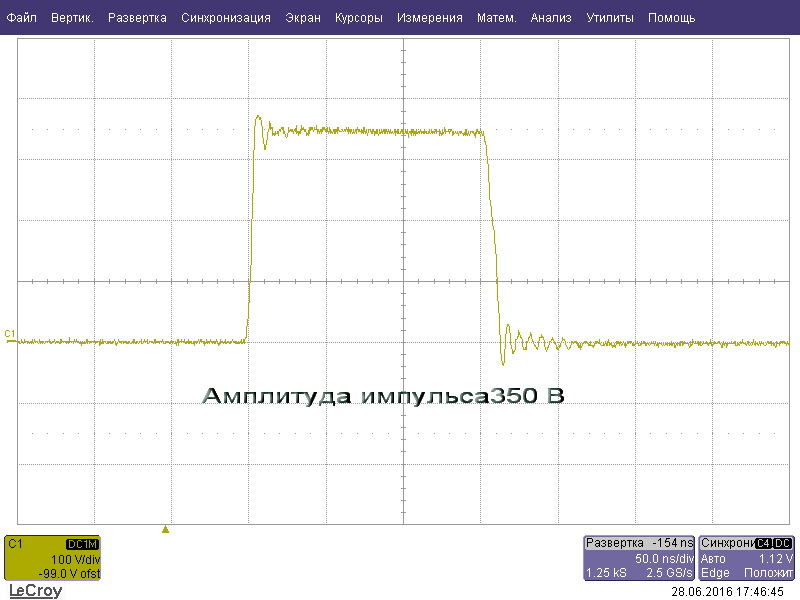 Файл Вертик. Развертка Синхронизация Экран Курсоры Измерения Матем. Анализ Утилиты Помощь
C1
Амплитуда импульса350 В
C1 DC1M
100 V/div
-99.0 V ofst
Развертка -154 ns
50.0 ns/div
1.25 kS 2.5 GS/s
Синхрони C4 DC
Авто 1.12 V
Edge Положит
LeCroy
28.06.2016 17:46:45